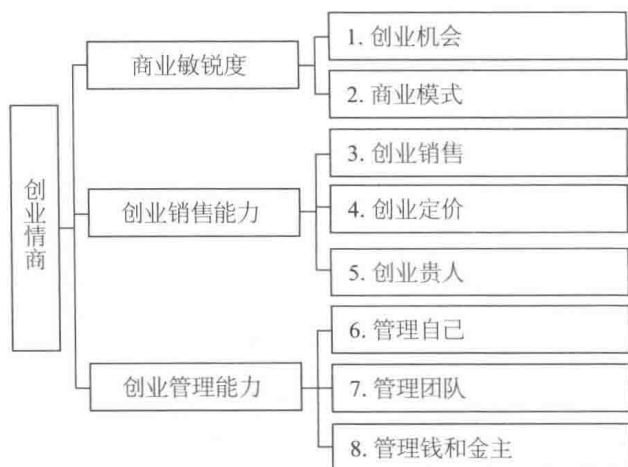 创业情商
商业敏锐度
1. 创业机会
2. 商业模式
创业销售能力
3. 创业销售
4. 创业定价
5. 创业贵人
创业管理能力
6. 管理自己
7. 管理团队
8. 管理钱和金主